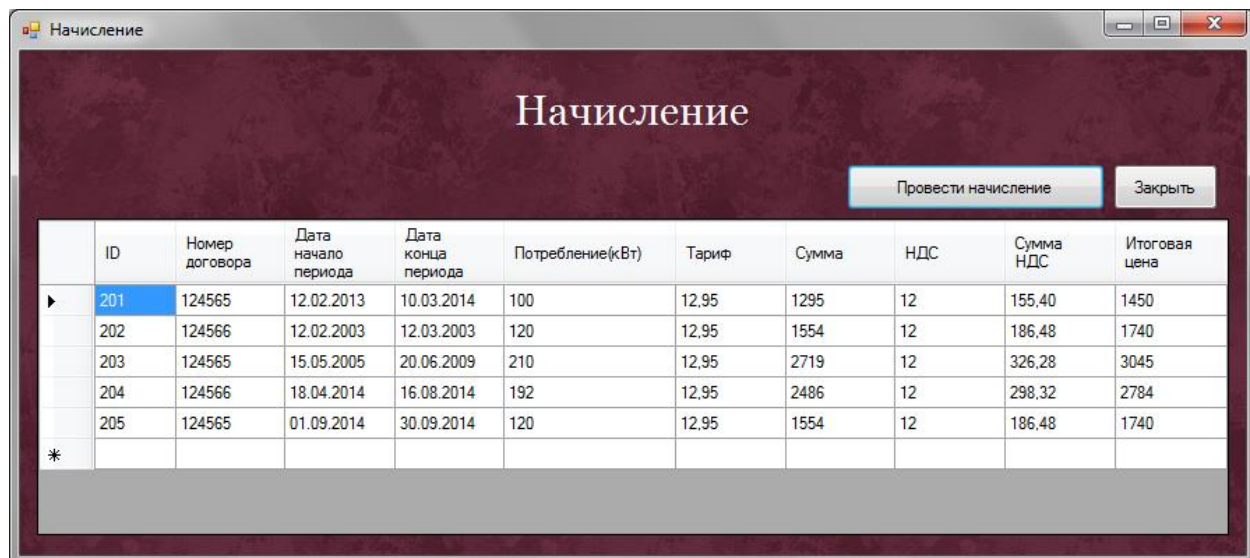 Начисление
Начисление
Провести начисление Закрыть
ID Номер договора Дата начало периода Дата конца периода Потребление(кВт) Тариф Сумма НДС Сумма НДС Итоговая цена
201 124565 12.02.2013 10.03.2014 100 12,95 1295 12 155,40 1450
202 124566 12.02.2003 12.03.2003 120 12,95 1554 12 186,48 1740
203 124565 15.05.2005 20.06.2009 210 12,95 2719 12 326,28 3045
204 124566 18.04.2014 16.08.2014 192 12,95 2486 12 298,32 2784
205 124565 01.09.2014 30.09.2014 120 12,95 1554 12 186,48 1740